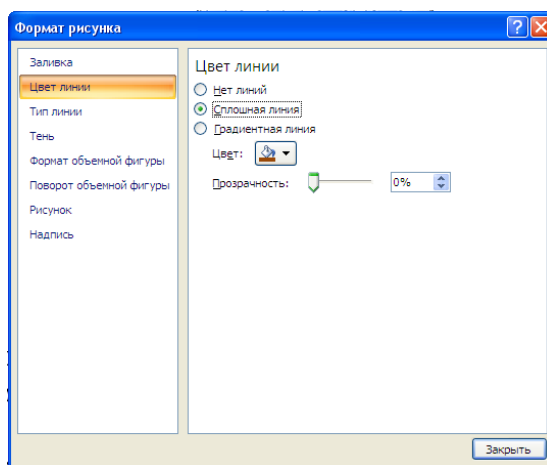 Формат рисунка
Заливка
Цвет линии
Тип линии
Тень
Формат объемной фигуры
Поворот объемной фигуры
Рисунок
Надпись
Цвет линии
Нет линий
Сплошная линия
Градиентная линия
Цвет:
Прозрачность: 0%
Закрыть